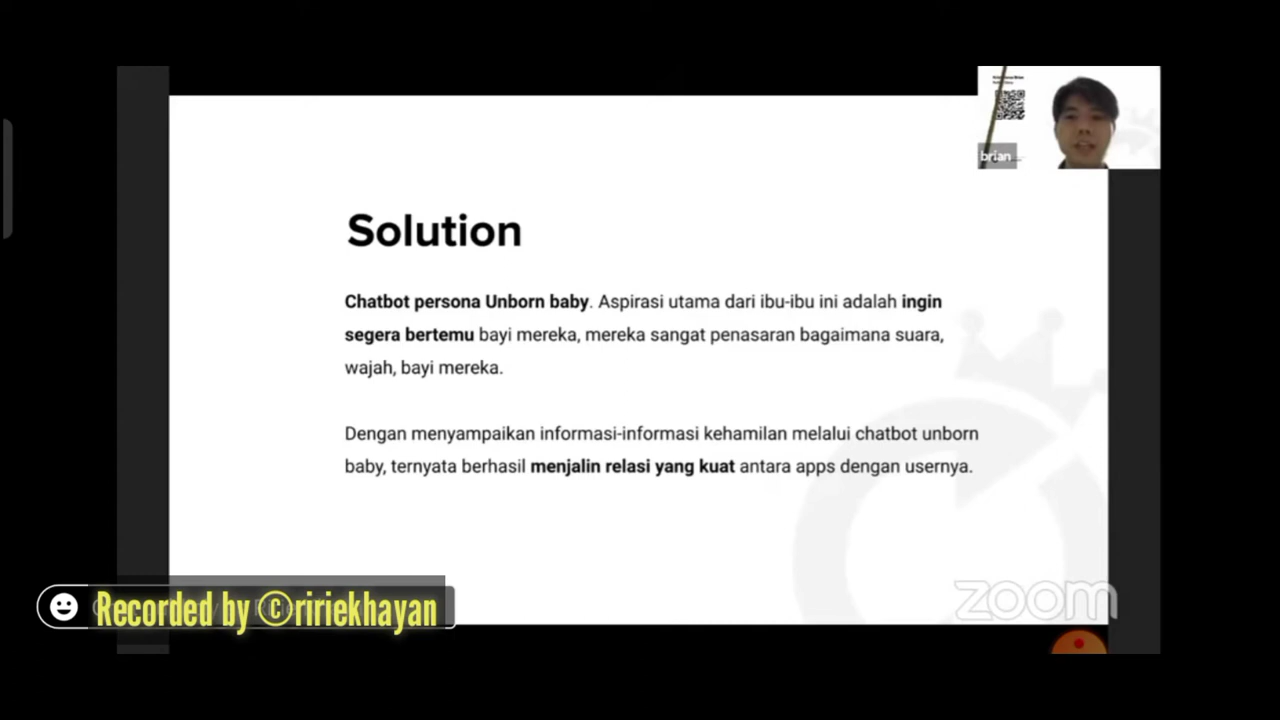 brian
Solution
Chatbot persona Unborn baby. Aspirasi utama dari ibu-ibu ini adalah ingin
segera bertemu bayi mereka, mereka sangat penasaran bagaimana suara,
wajah, bayi mereka.
Dengan menyampaikan informasi-informasi kehamilan melalui chatbot unborn
baby, ternyata berhasil menjalin relasi yang kuat antara apps dengan usernya.
Recorded by ©ririekhayan
zoom